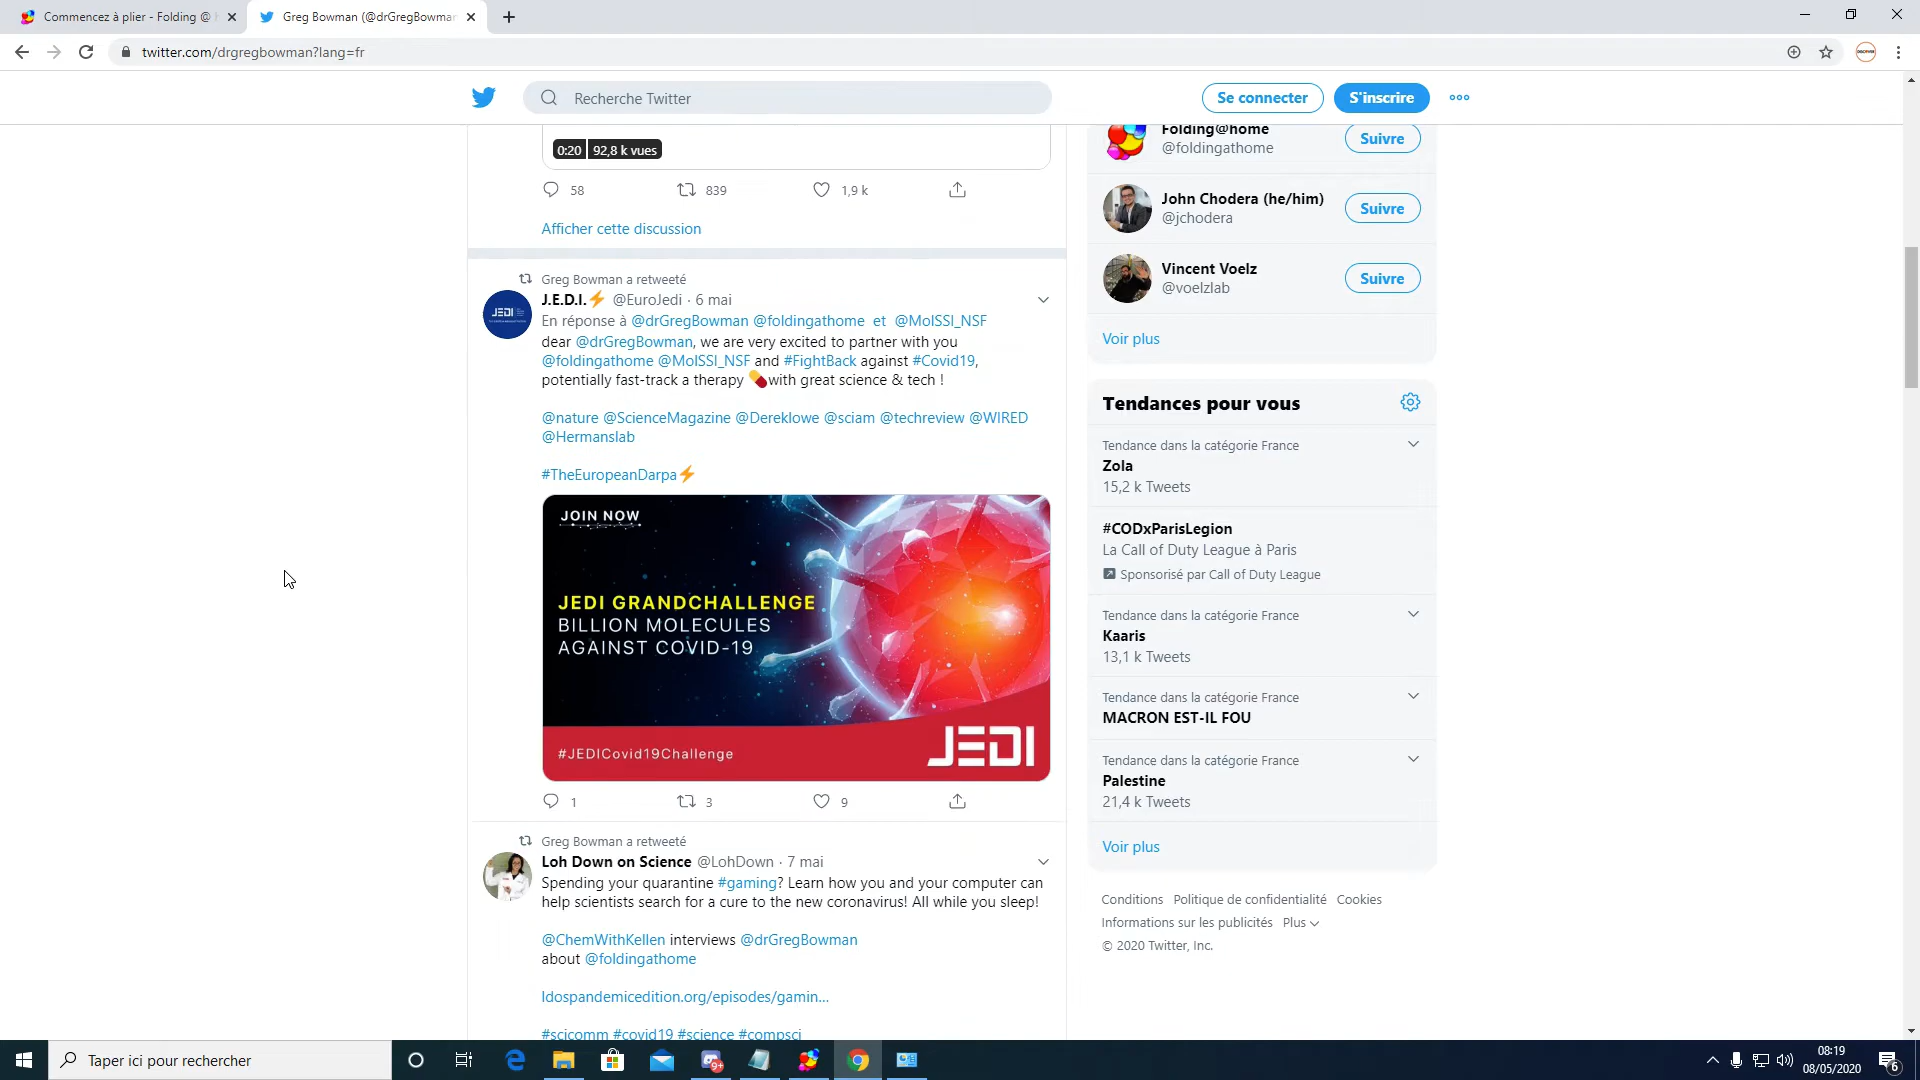 Commencez à plier - Folding @
Greg Bowman (@drGregBowman
twitter.com/drgregbowman?lang=fr
Recherche Twitter
Se connecter
S'inscrire
0:20 92,8 k vues
58 839 1,9 k
Afficher cette discussion
Greg Bowman a retweeté
J.E.D.I.⚡ @EuroJedi · 6 mai
En réponse à @drGregBowman @foldingathome et @MolSSI_NSF
dear @drGregBowman, we are very excited to partner with you
@foldingathome @MolSSI_NSF and #FightBack against #Covid19,
potentially fast-track a therapy 💊with great science & tech !
@nature @ScienceMagazine @Dereklowe @sciam @techreview @WIRED
@Hermanslab
#TheEuropeanDarpa⚡
JOIN NOW
JEDI GRANDCHALLENGE
BILLION MOLECULES
AGAINST COVID-19
#JEDICovid19Challenge
JEDI
1 3 9
Greg Bowman a retweeté
Loh Down on Science @LohDown · 7 mai
Spending your quarantine #gaming? Learn how you and your computer can
help scientists search for a cure to the new coronavirus! All while you sleep!
@ChemWithKellen interviews @drGregBowman
about @foldingathome
ldospandemicedition.org/episodes/gamin…
#scicomm #covid19 #science #compsci
Folding@home
@foldingathome
Suivre
John Chodera (he/him)
@jchodera
Suivre
Vincent Voelz
@voelzlab
Suivre
Voir plus
Tendances pour vous
Tendance dans la catégorie France
Zola
15,2 k Tweets
#CODxParisLegion
La Call of Duty League à Paris
Sponsorisé par Call of Duty League
Tendance dans la catégorie France
Kaaris
13,1 k Tweets
Tendance dans la catégorie France
MACRON EST-IL FOU
Tendance dans la catégorie France
Palestine
21,4 k Tweets
Voir plus
Conditions Politique de confidentialité Cookies
Informations sur les publicités Plus
© 2020 Twitter, Inc.
Taper ici pour rechercher
9+
08:19
08/05/2020
6